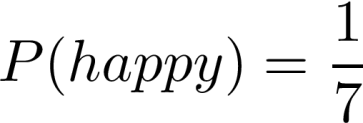 P(happy) = 1/7